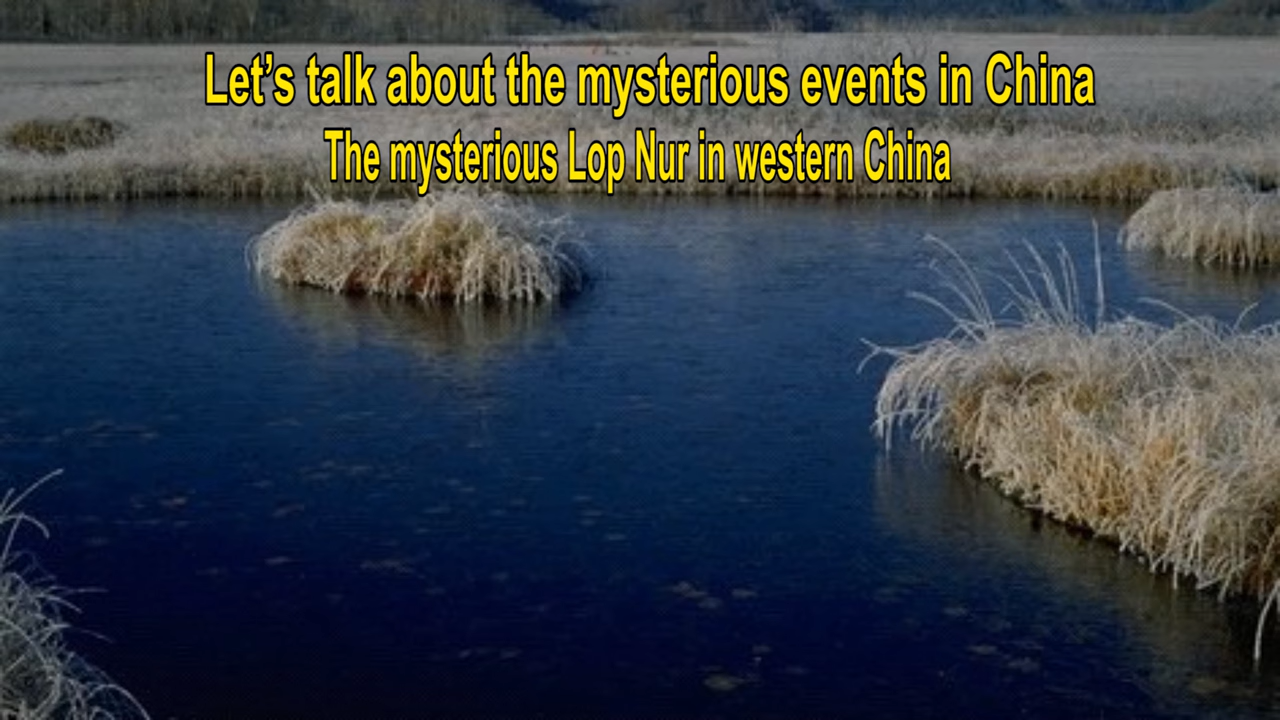 Let’s talk about the mysterious events in China
The mysterious Lop Nur in western China